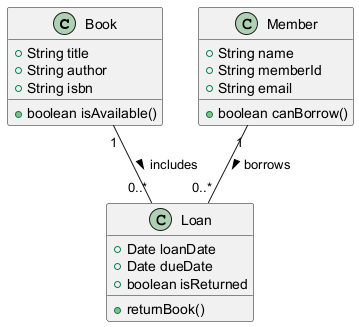 C Book
String title
String author
String isbn
boolean isAvailable()
C Member
String name
String memberId
String email
boolean canBorrow()
1
1
includes
borrows
0..*
0..*
C Loan
Date loanDate
Date dueDate
boolean isReturned
returnBook()